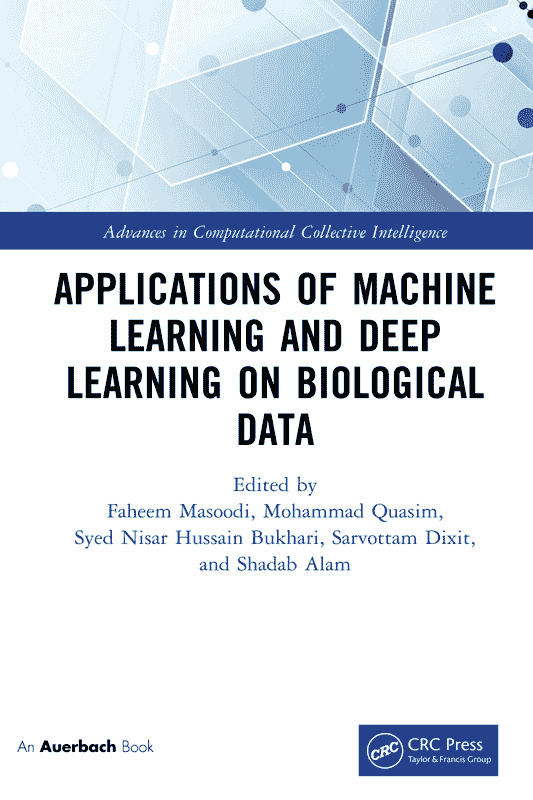 Advances in Computational Collective Intelligence
APPLICATIONS OF MACHINE
LEARNING AND DEEP
LEARNING ON BIOLOGICAL
DATA
Edited by
Faheem Masoodi, Mohammad Quasim,
Syed Nisar Hussain Bukhari, Sarvottam Dixit,
and Shadab Alam
An Auerbach Book
CRC
CRC Press
Taylor & Francis Group